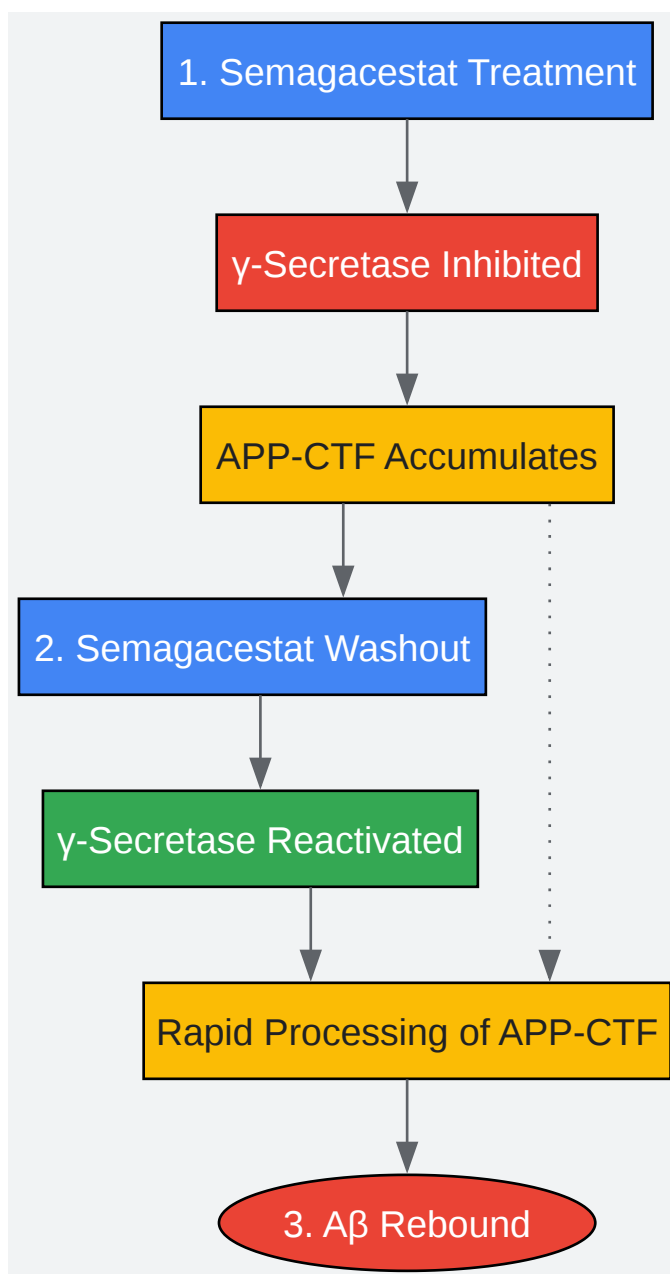 1. Semagacestat Treatment
γ-Secretase Inhibited
APP-CTF Accumulates
2. Semagacestat Washout
γ-Secretase Reactivated
Rapid Processing of APP-CTF
3. Aβ Rebound